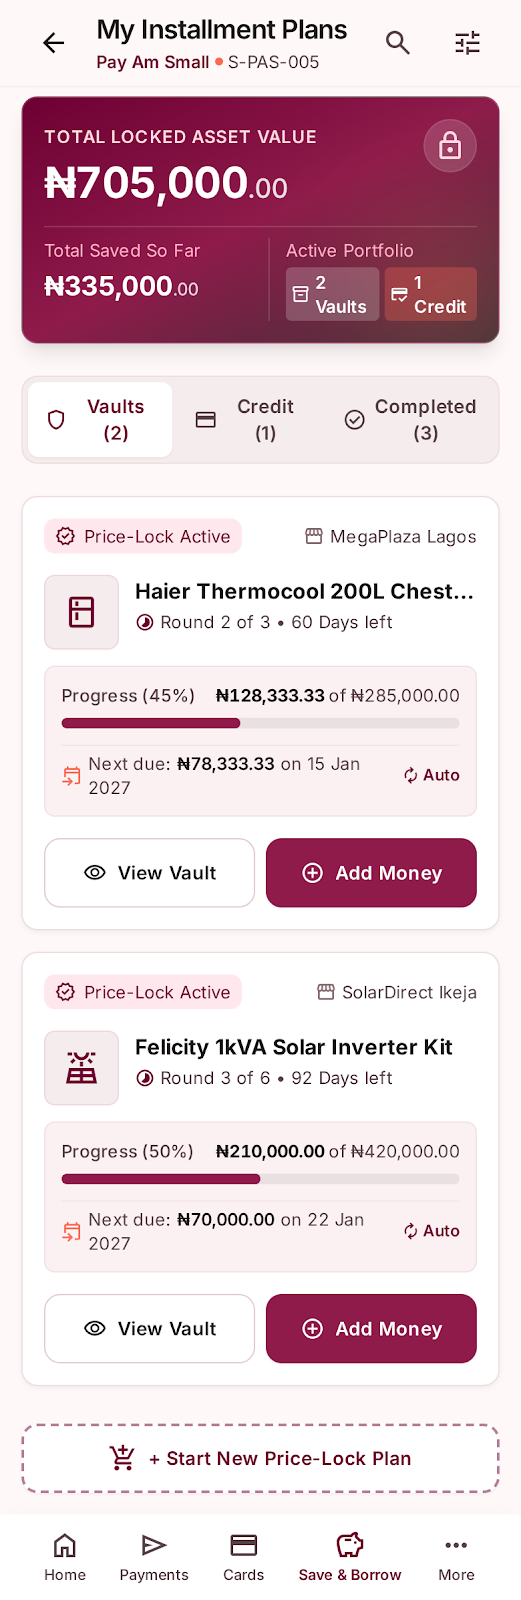 My Installment Plans
Pay Am Small • S-PAS-005
TOTAL LOCKED ASSET VALUE
₦705,000.00
Total Saved So Far
₦335,000.00
Active Portfolio
2
Vaults
1
Credit
Vaults
(2)
Credit
(1)
Completed
(3)
Price-Lock Active
MegaPlaza Lagos
Haier Thermocool 200L Chest...
Round 2 of 3 • 60 Days left
Progress (45%)
₦128,333.33 of ₦285,000.00
Next due: ₦78,333.33 on 15 Jan
2027
Auto
View Vault
Add Money
Price-Lock Active
SolarDirect Ikeja
Felicity 1kVA Solar Inverter Kit
Round 3 of 6 • 92 Days left
Progress (50%)
₦210,000.00 of ₦420,000.00
Next due: ₦70,000.00 on 22 Jan
2027
Auto
View Vault
Add Money
+ Start New Price-Lock Plan
Home
Payments
Cards
Save & Borrow
More